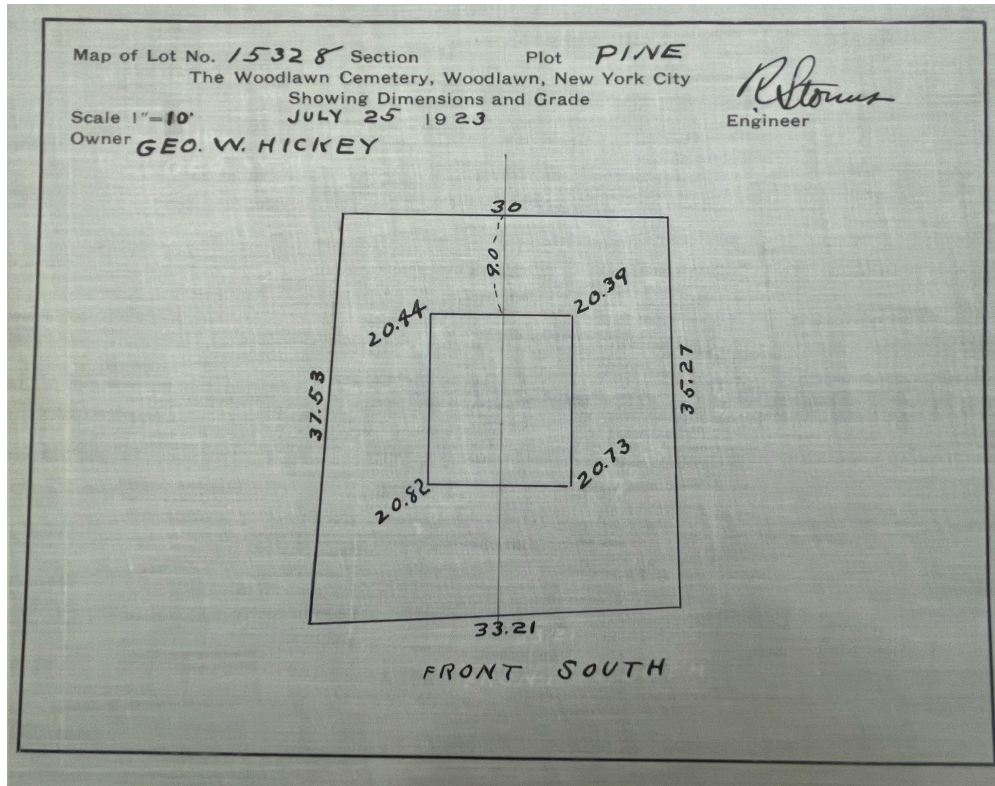 Map of Lot No. 15328 Section Plot PINE
The Woodlawn Cemetery, Woodlawn, New York City
Showing Dimensions and Grade
Scale 1"=10' JULY 25 1923
R Storms
Engineer
Owner GEO. W. HICKEY
30
9.0
20.44
20.39
37.53
35.27
20.82
20.73
33.21
FRONT SOUTH